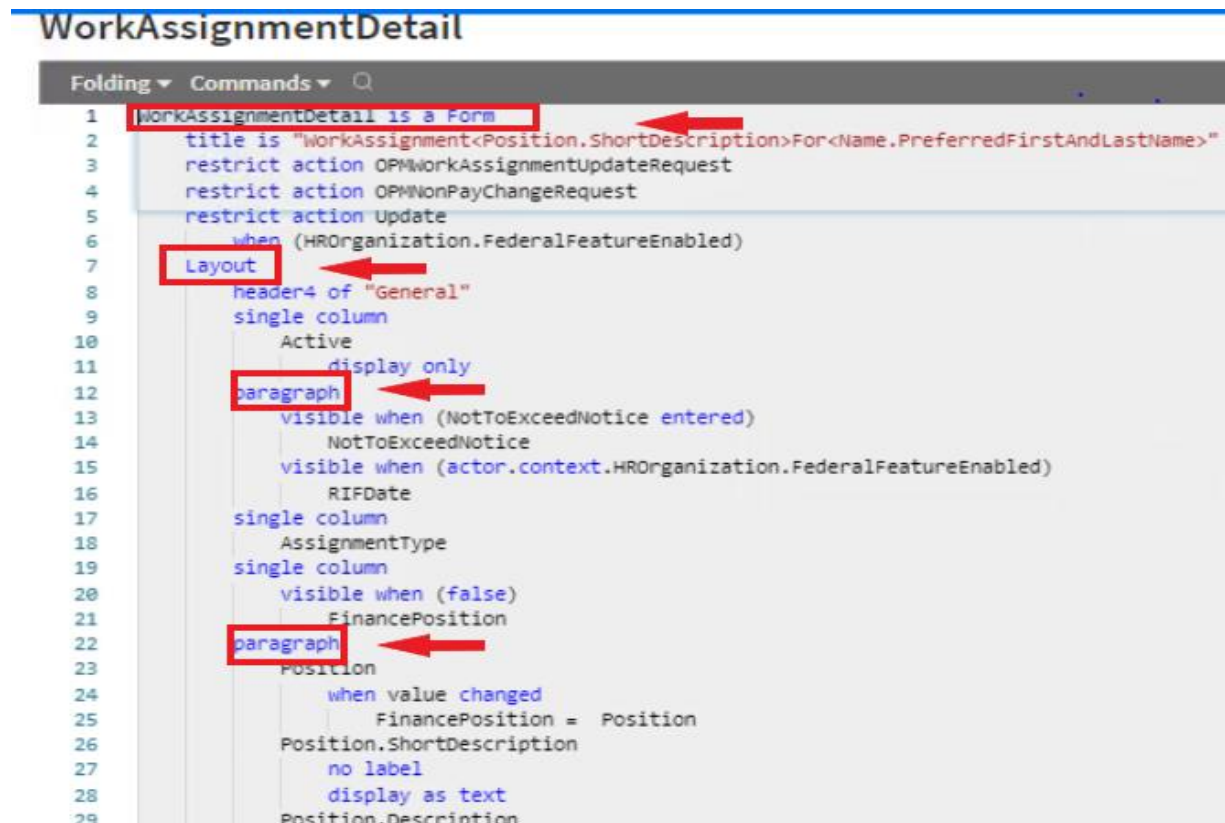 WorkAssignmentDetail
Folding Commands
1 WorkAssignmentDetail is a Form
2 title is "WorkAssignment<Position.ShortDescription>For<Name.PreferredFirstAndLastName>"
3 restrict action OPMWorkAssignmentUpdateRequest
4 restrict action OPMNonPayChangeRequest
5 restrict action Update
6 when (HROrganization.FederalFeatureEnabled)
7 Layout
8 header4 of "General"
9 single column
10 Active
11 display only
12 paragraph
13 visible when (NotToExceedNotice entered)
14 NotToExceedNotice
15 visible when (actor.context.HROrganization.FederalFeatureEnabled)
16 RIFDate
17 single column
18 AssignmentType
19 single column
20 visible when (false)
21 FinancePosition
22 paragraph
23 Position
24 when value changed
25 FinancePosition = Position
26 Position.ShortDescription
27 no label
28 display as text
29 Position.Description